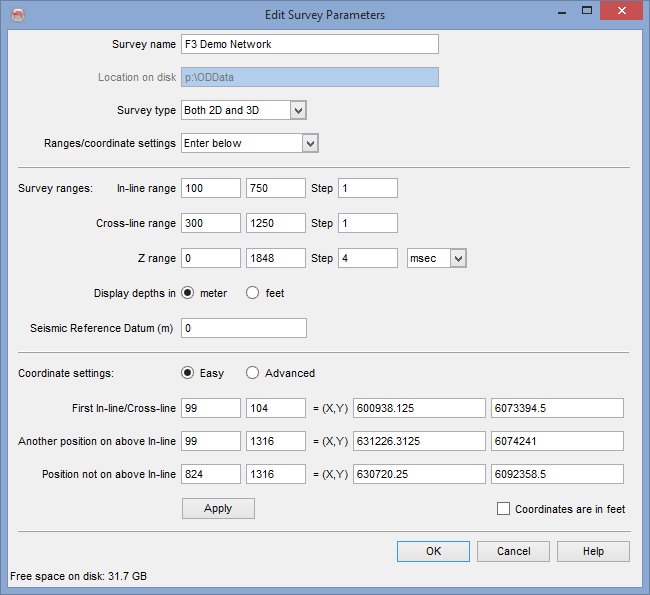 Edit Survey Parameters
Survey name F3 Demo Network
Location on disk p:\ODData
Survey type Both 2D and 3D
Ranges/coordinate settings Enter below
Survey ranges: In-line range 100 750 Step 1
Cross-line range 300 1250 Step 1
Z range 0 1848 Step 4 msec
Display depths in meter feet
Seismic Reference Datum (m) 0
Coordinate settings: Easy Advanced
First In-line/Cross-line 99 104 = (X,Y) 600938.125 6073394.5
Another position on above In-line 99 1316 = (X,Y) 631226.3125 6074241
Position not on above In-line 824 1316 = (X,Y) 630720.25 6092358.5
Apply Coordinates are in feet
OK Cancel Help
Free space on disk: 31.7 GB